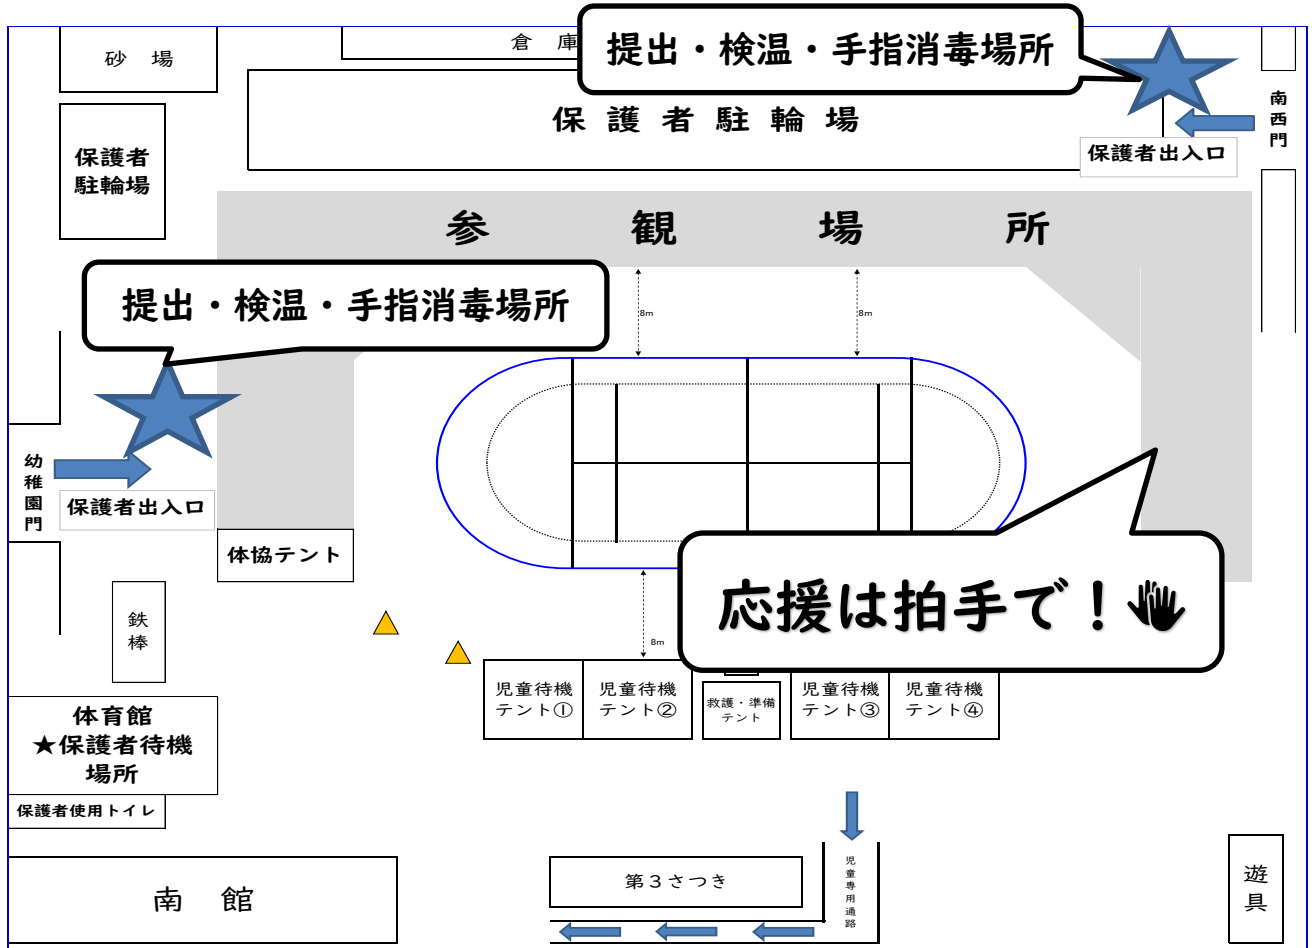 提出・検温・手指消毒場所
砂 場
倉 庫
保護者駐輪場
南西門
保護者出入口
保護者
駐輪場
参観場所
提出・検温・手指消毒場所
8m
8m
幼稚園門
保護者出入口
体協テント
応援は拍手で！
鉄棒
8m
児童待機
テント①
児童待機
テント②
救護・準備
テント
児童待機
テント③
児童待機
テント④
体育館
★保護者待機
場所
保護者使用トイレ
南 館
第３さつき
児童専用通路
遊具